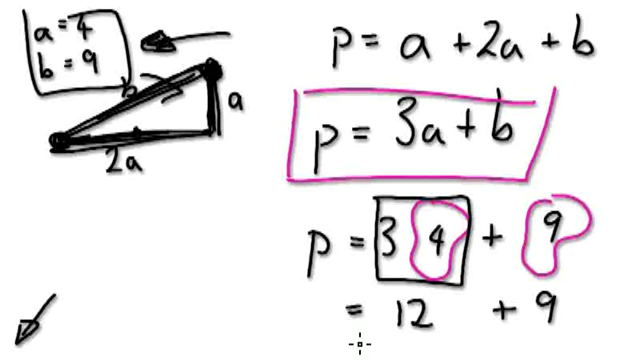 a = 4
b = 9
b
a
2a
p = a + 2a + b
p = 3a + b
p = 3 4 + 9
= 12 + 9